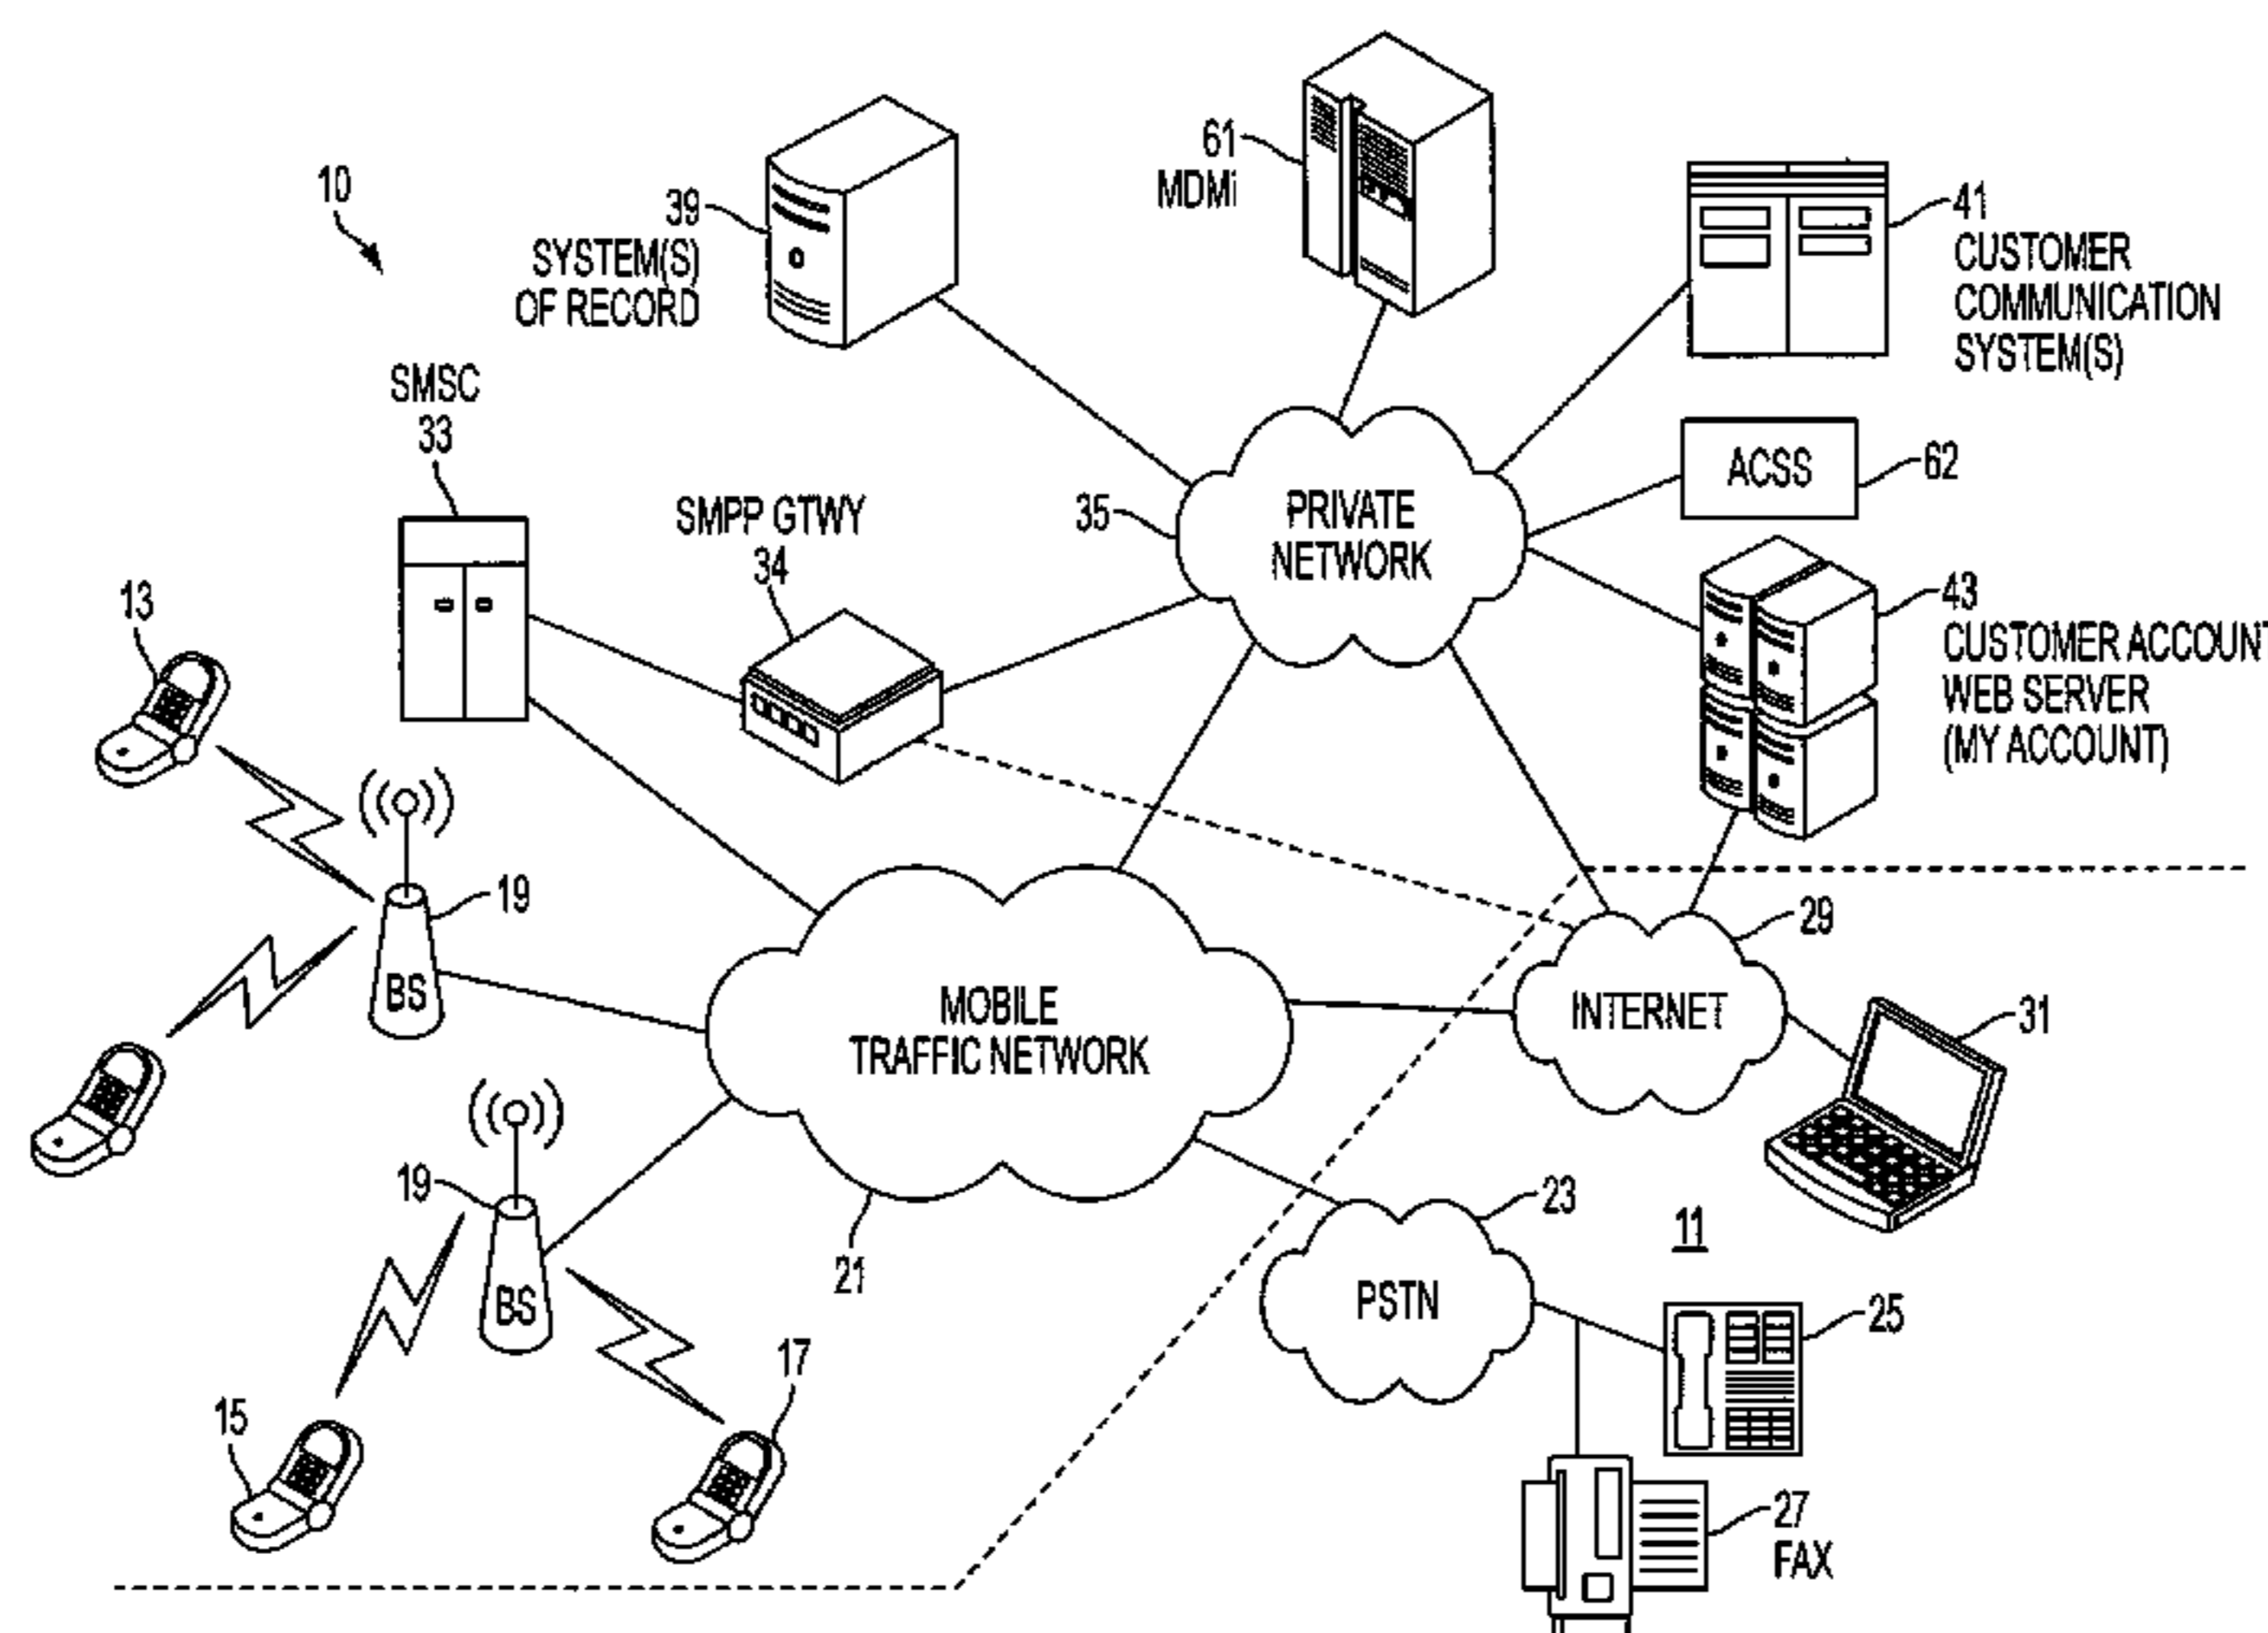 10
39
SYSTEM(S)
OF RECORD
61
MDMi
41
CUSTOMER
COMMUNICATION
SYSTEM(S)
SMSC
33
SMPP GTWY
34
35
PRIVATE
NETWORK
ACSS
62
43
CUSTOMER ACCOUNT
WEB SERVER
(MY ACCOUNT)
13
19
BS
MOBILE
TRAFFIC NETWORK
21
29
INTERNET
31
19
BS
15
17
23
PSTN
11
25
27
FAX